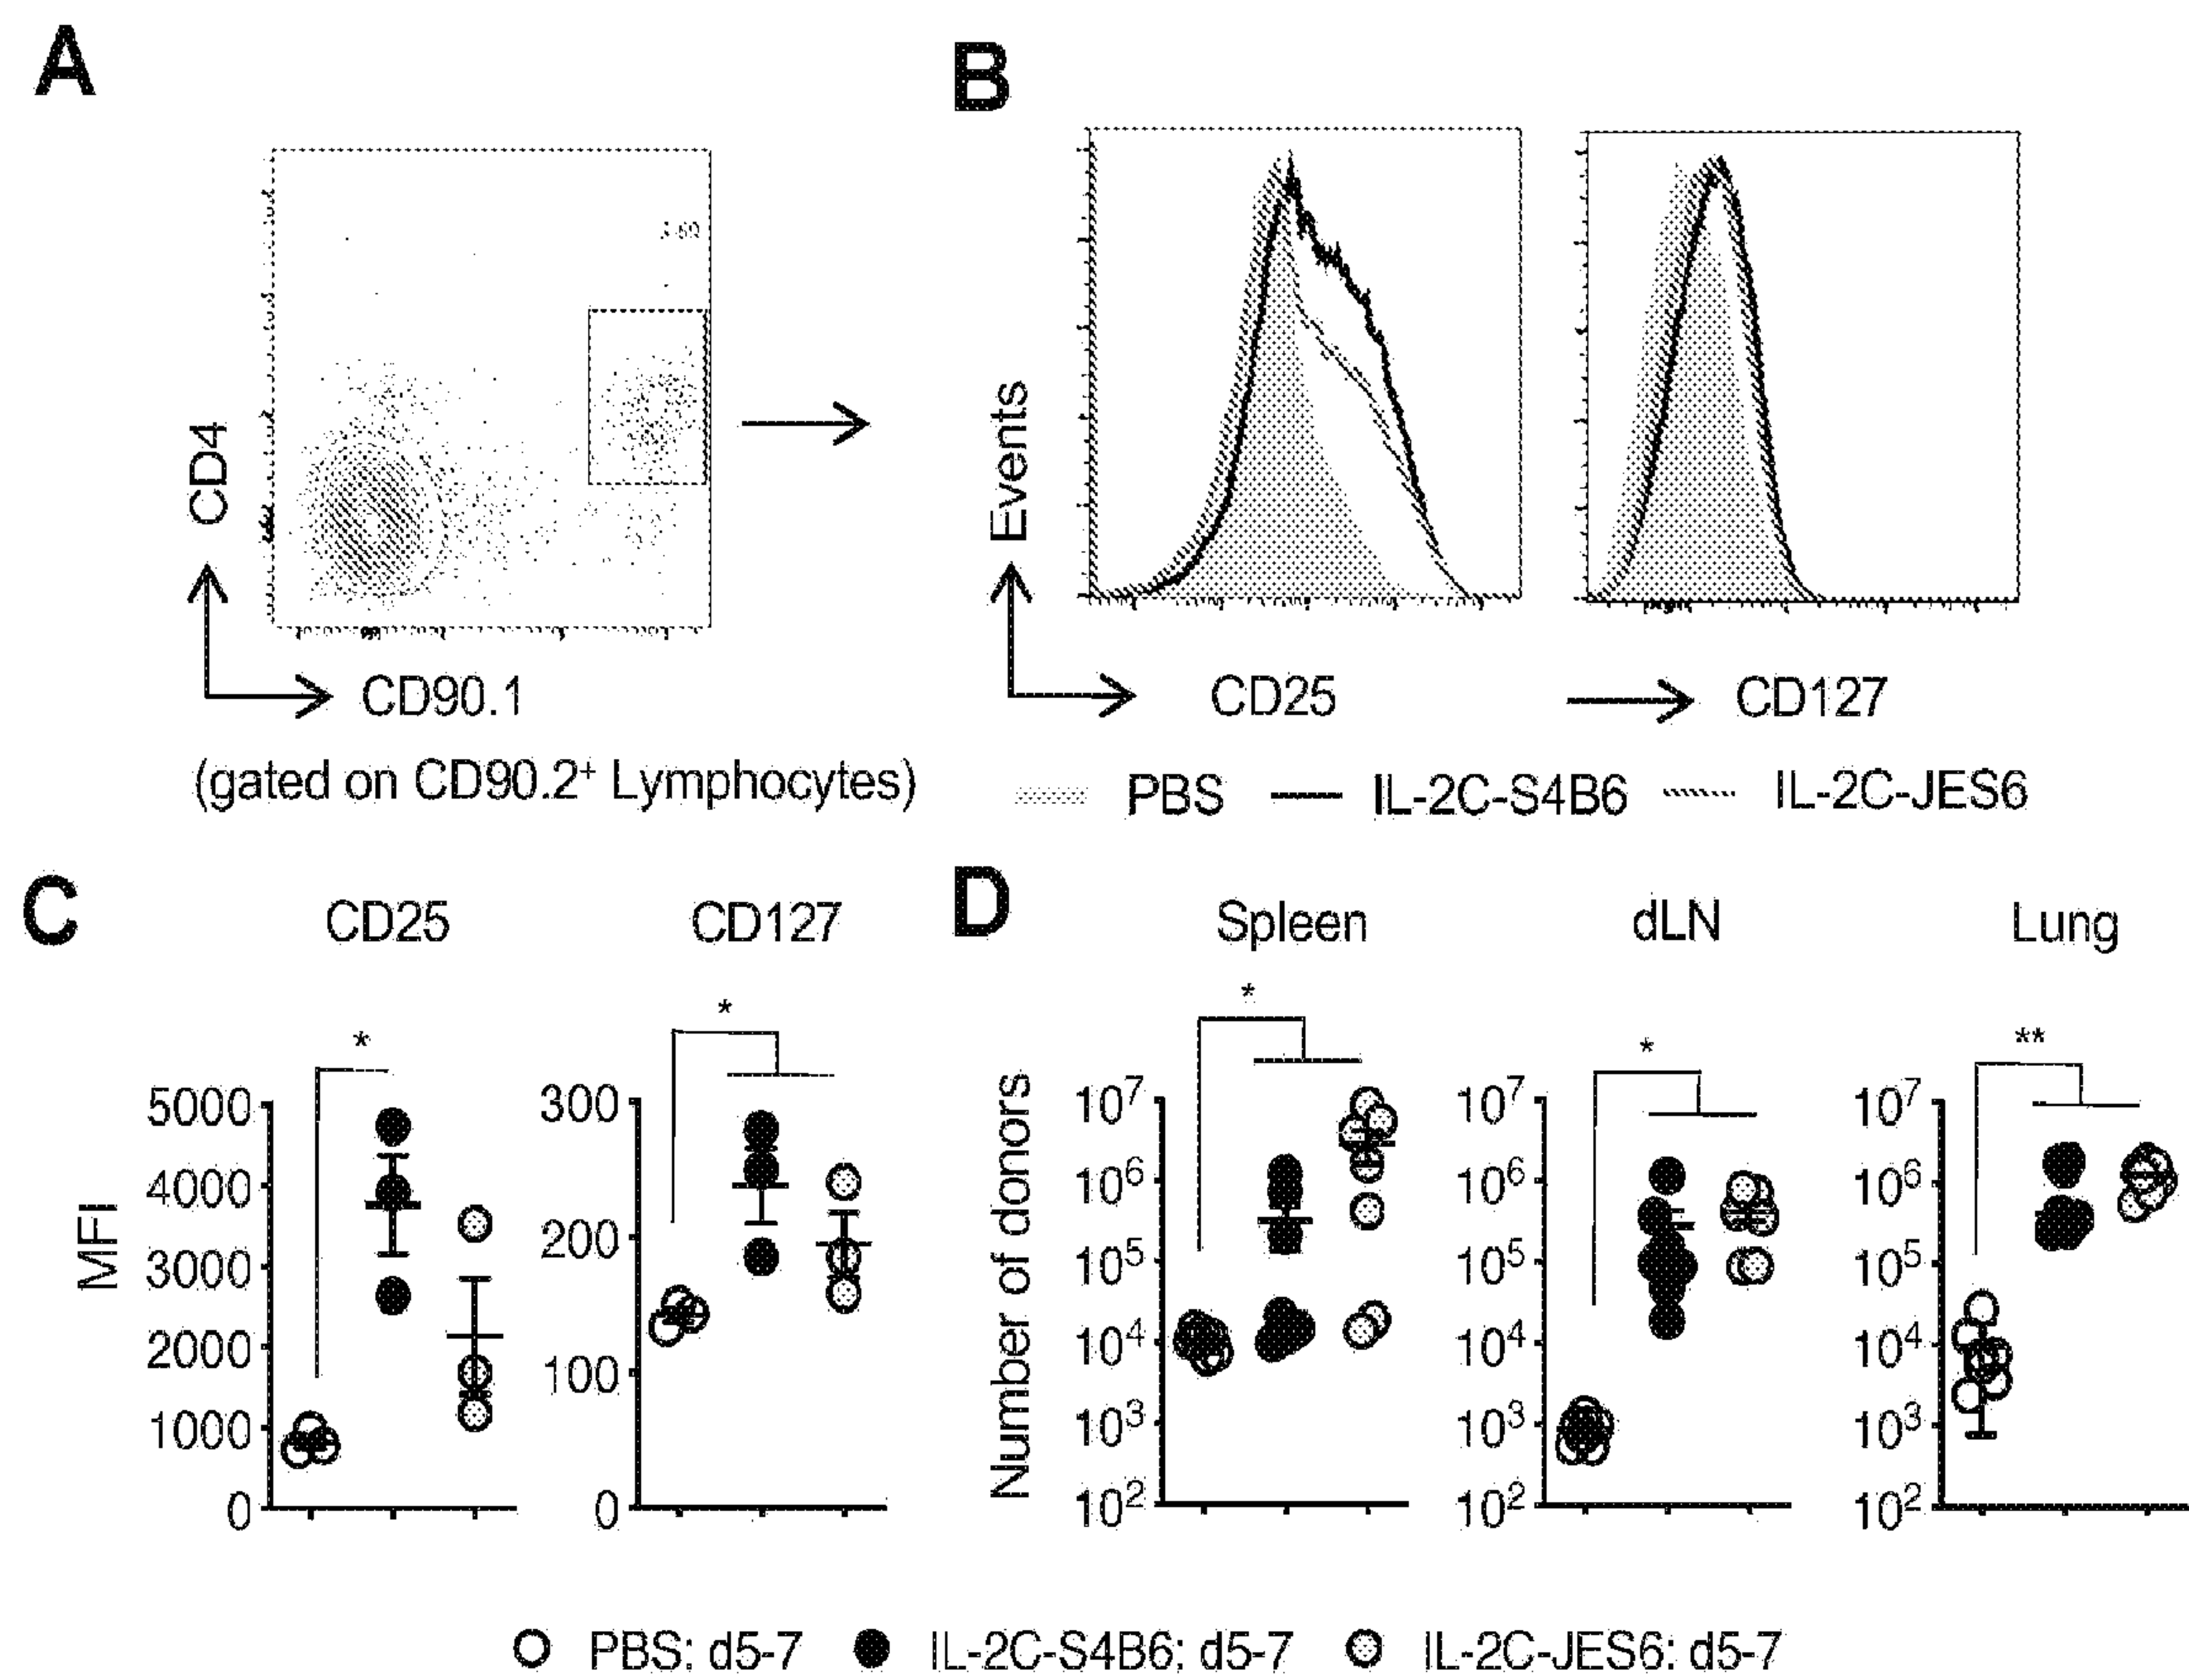 A
B
CD4
CD90.1
(gated on CD90.2+ Lymphocytes)
Events
CD25
CD127
PBS
IL-2C-S4B6
IL-2C-JES6
C
CD25
CD127
MFI
*
5000
4000
3000
2000
1000
0
*
300
200
100
0
D
Spleen
dLN
Lung
Number of donors
*
10⁷
10⁶
10⁵
10⁴
10³
10²
*
10⁷
10⁶
10⁵
10⁴
10³
10²
**
10⁷
10⁶
10⁵
10⁴
10³
10²
PBS: d5-7
IL-2C-S4B6; d5-7
IL-2C-JES6: d5-7